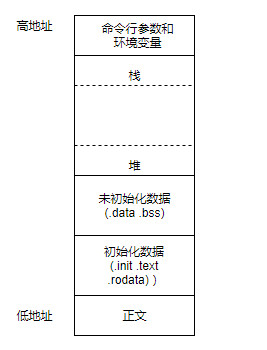 高地址
命令行参数和
环境变量
栈
堆
未初始化数据
(.data .bss)
初始化数据
(.init .text
.rodata) )
低地址
正文